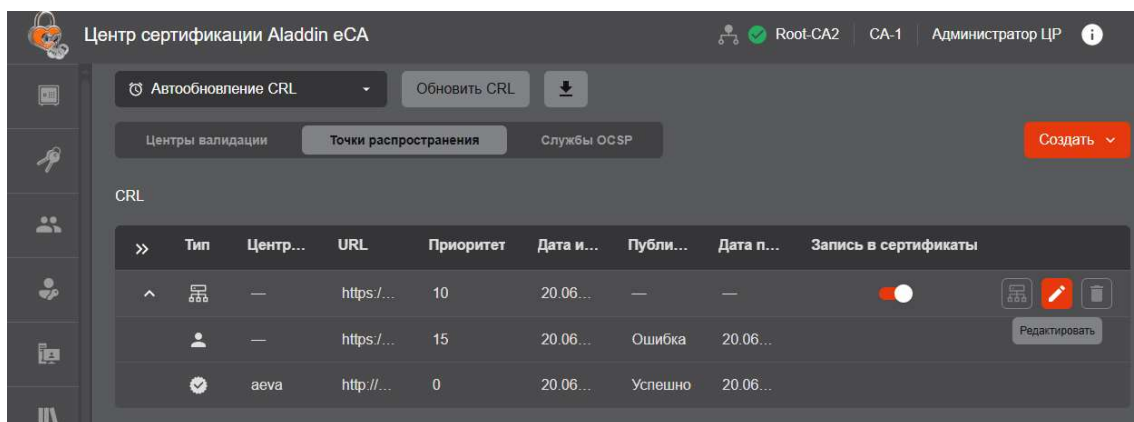 Центр сертификации Aladdin eCA
Root-CA2 CA-1 Администратор ЦР
Автообновление CRL Обновить CRL
Центры валидации Точки распространения Службы OCSP Создать
CRL
Тип Центр... URL Приоритет Дата и... Публи... Дата п... Запись в сертификаты
— https:/... 10 20.06... — —
— https:/... 15 20.06... Ошибка 20.06...
Редактировать
aeva http://... 0 20.06... Успешно 20.06...